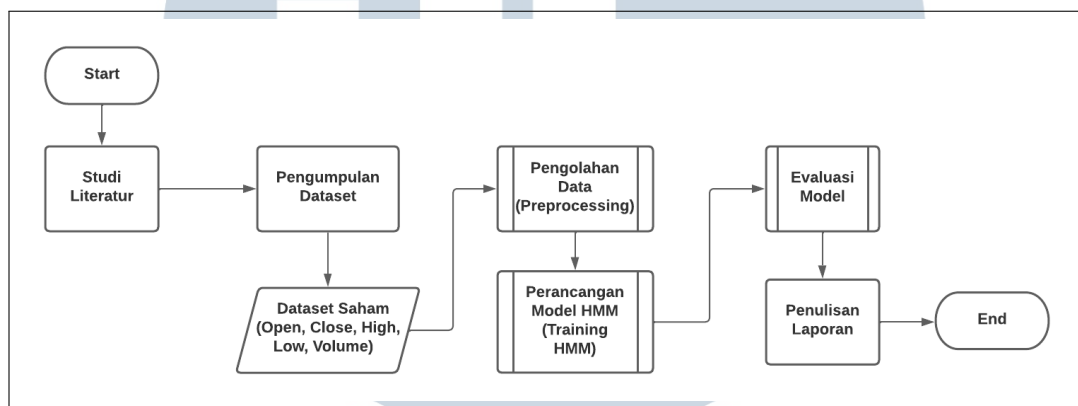 Start
Studi
Literatur
Pengumpulan
Dataset
Dataset Saham
(Open, Close, High,
Low, Volume)
Pengolahan
Data
(Preprocessing)
Perancangan
Model HMM
(Training
HMM)
Evaluasi
Model
Penulisan
Laporan
End